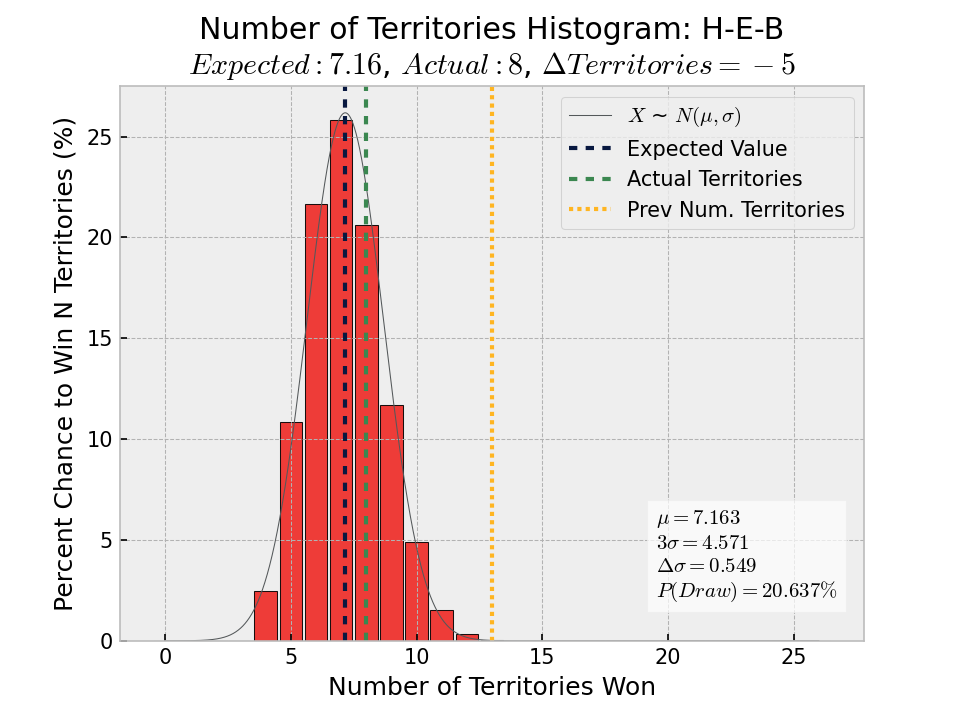 Number of Territories Histogram: H-E-B
Expected : 7.16, Actual : 8, ΔTerritories = −5
Percent Chance to Win N Territories (%)
25
20
15
10
5
0
X ~ N(μ, σ)
Expected Value
Actual Territories
Prev Num. Territories
μ = 7.163
3σ = 4.571
Δσ = 0.549
P(Draw) = 20.637%
0 5 10 15 20 25
Number of Territories Won